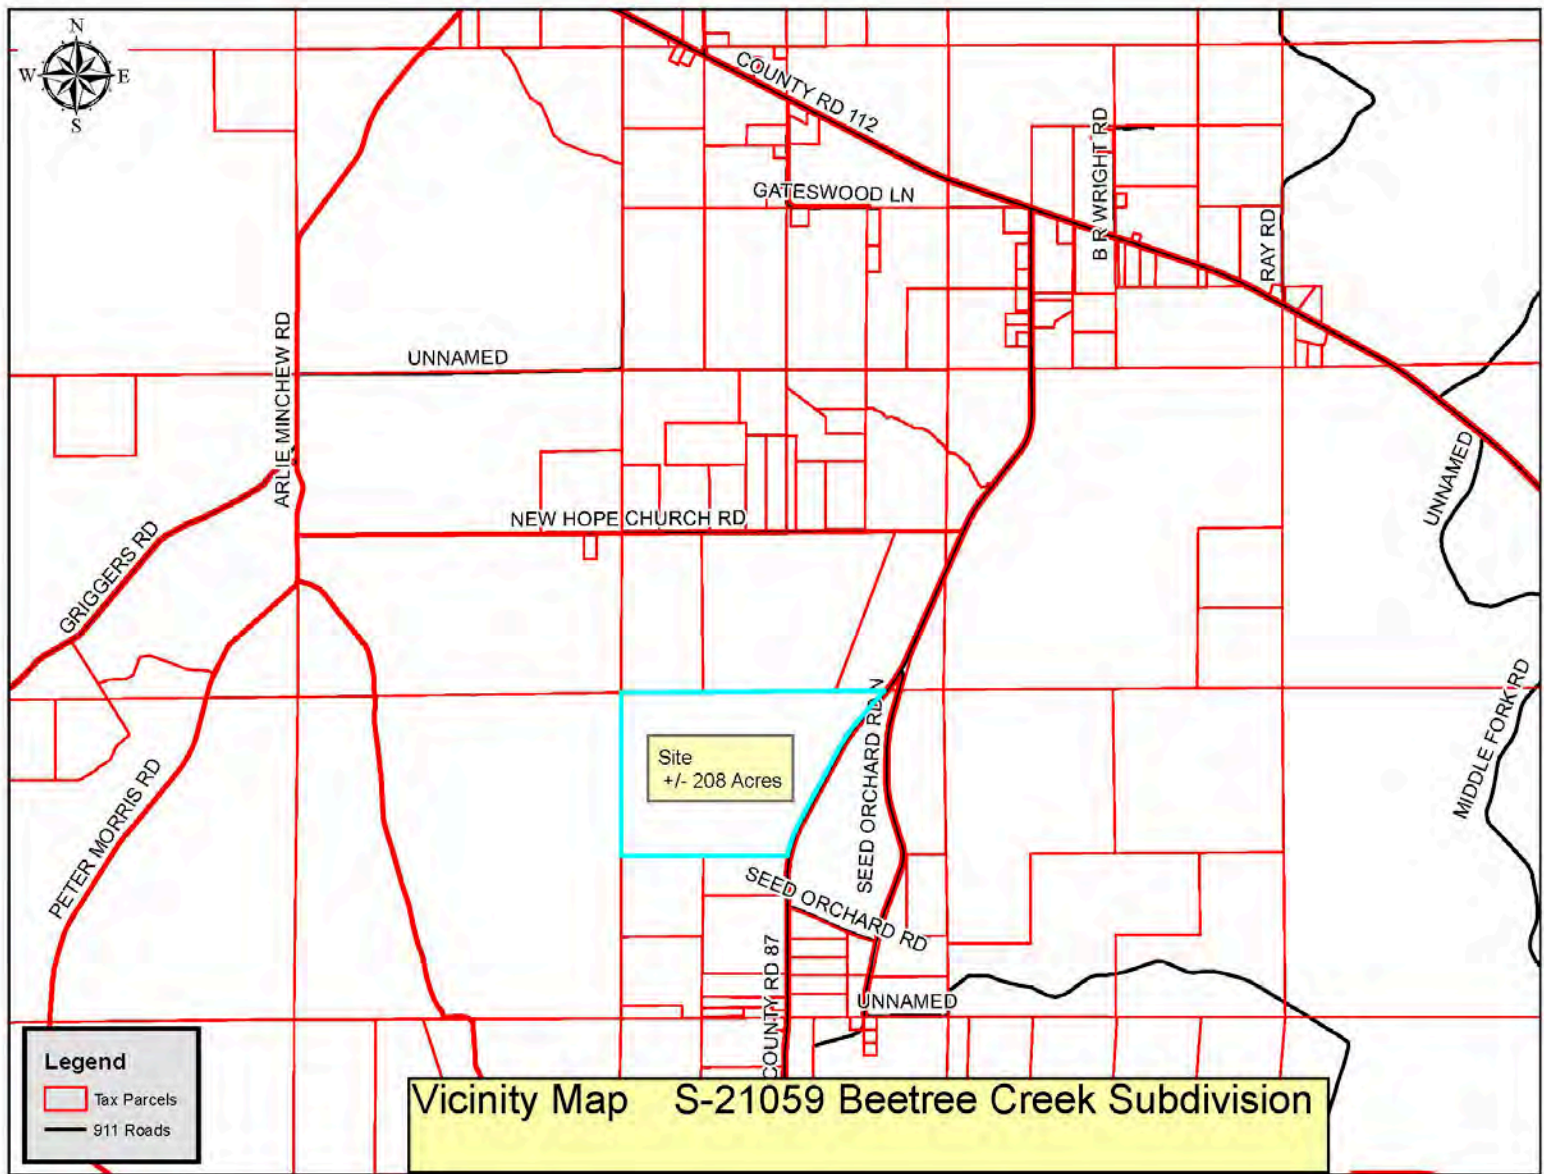 N
W E
S
COUNTY RD 112
B R WRIGHT RD
GATESWOOD LN
RAY RD
ARLIE MINCHEW RD
UNNAMED
UNNAMED
NEW HOPE CHURCH RD
GRIGGERS RD
MIDDLE FORK RD
SEED ORCHARD RD N
Site
+/- 208 Acres
PETER MORRIS RD
SEED ORCHARD RD
COUNTY RD 87
UNNAMED
Legend
Tax Parcels
911 Roads
Vicinity Map S-21059 Beetree Creek Subdivision